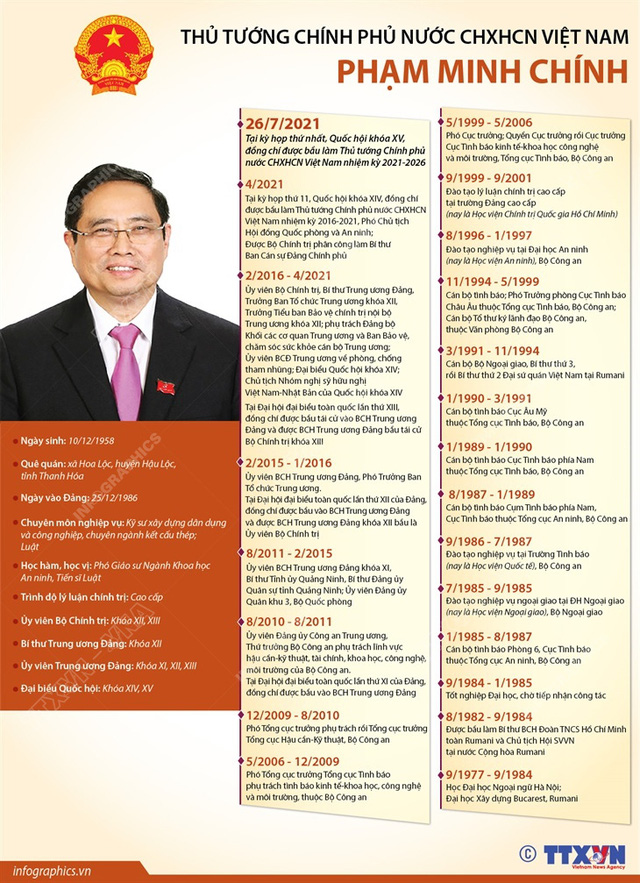 THỦ TƯỚNG CHÍNH PHỦ NƯỚC CHXHCN VIỆT NAM
PHẠM MINH CHÍNH
Ngày sinh: 10/12/1958
Quê quán: xã Hoa Lộc, huyện Hậu Lộc,
tỉnh Thanh Hóa
Ngày vào Đảng: 25/12/1986
Chuyên môn nghiệp vụ: Kỹ sư xây dựng dân dụng
và công nghiệp, chuyên ngành kết cấu thép;
Luật
Học hàm, học vị: Phó Giáo sư Ngành Khoa học
An ninh, Tiến sĩ Luật
Trình độ lý luận chính trị: Cao cấp
Ủy viên Bộ Chính trị: Khóa XII, XIII
Bí thư Trung ương Đảng: Khóa XII
Ủy viên Trung ương Đảng: Khóa XI, XII, XIII
Đại biểu Quốc hội: Khóa XIV, XV
26/7/2021
Tại kỳ họp thứ nhất, Quốc hội khóa XV,
đồng chí được bầu làm Thủ tướng Chính phủ
nước CHXHCN Việt Nam nhiệm kỳ 2021-2026
4/2021
Tại kỳ họp thứ 11, Quốc hội khóa XIV, đồng chí
được bầu làm Thủ tướng Chính phủ nước CHXHCN
Việt Nam nhiệm kỳ 2016-2021, Phó Chủ tịch
Hội đồng Quốc phòng và An ninh;
Được Bộ Chính trị phân công làm Bí thư
Ban Cán sự Đảng Chính phủ
2/2016 - 4/2021
Ủy viên Bộ Chính trị, Bí thư Trung ương Đảng,
Trưởng Ban Tổ chức Trung ương khóa XII,
Trưởng Tiểu ban Bảo vệ chính trị nội bộ
Trung ương khóa XII; phụ trách Đảng bộ
Khối các cơ quan Trung ương và Ban Bảo vệ,
chăm sóc sức khỏe cán bộ Trung ương;
Ủy viên BCĐ Trung ương về phòng, chống
tham nhũng; Đại biểu Quốc hội khóa XIV;
Chủ tịch Nhóm nghị sỹ hữu nghị
Việt Nam-Nhật Bản của Quốc hội khóa XIV
Tại Đại hội đại biểu toàn quốc lần thứ XIII,
đồng chí được bầu tái cử vào BCH Trung ương
Đảng và được BCH Trung ương Đảng bầu tái cử
Bộ Chính trị khóa XIII
2/2015 - 1/2016
Ủy viên BCH Trung ương Đảng, Phó Trưởng Ban
Tổ chức Trung ương.
Tại Đại hội đại biểu toàn quốc lần thứ XII của Đảng,
đồng chí được bầu vào BCH Trung ương Đảng
và được BCH Trung ương Đảng khóa XII bầu là
Ủy viên Bộ Chính trị
8/2011 - 2/2015
Ủy viên BCH Trung ương Đảng khóa XI,
Bí thư Tỉnh ủy Quảng Ninh, Bí thư Đảng ủy
Quân sự tỉnh Quảng Ninh; Ủy viên Đảng ủy
Quân khu 3, Bộ Quốc phòng
8/2010 - 8/2011
Ủy viên Đảng ủy Công an Trung ương,
Thứ trưởng Bộ Công an phụ trách lĩnh vực
hậu cần-kỹ thuật, tài chính, khoa học, công nghệ,
môi trường của Bộ Công an.
Tại Đại hội đại biểu toàn quốc lần thứ XI của Đảng,
đồng chí được bầu vào BCH Trung ương Đảng
12/2009 - 8/2010
Phó Tổng cục trưởng phụ trách rồi Tổng cục trưởng
Tổng cục Hậu cần-Kỹ thuật, Bộ Công an
5/2006 - 12/2009
Phó Tổng cục trưởng Tổng cục Tình báo
phụ trách tình báo kinh tế-khoa học, công nghệ
và môi trường, thuộc Bộ Công an
5/1999 - 5/2006
Phó Cục trưởng; Quyền Cục trưởng rồi Cục trưởng
Cục Tình báo kinh tế-khoa học công nghệ
và môi trường, Tổng cục Tình báo, Bộ Công an
9/1999 - 9/2001
Đào tạo lý luận chính trị cao cấp
tại trường Đảng cao cấp
(nay là Học viện Chính trị Quốc gia Hồ Chí Minh)
8/1996 - 1/1997
Đào tạo nghiệp vụ tại Đại học An ninh
(nay là Học viện An ninh), Bộ Công an
11/1994 - 5/1999
Cán bộ tình báo; Phó Trưởng phòng Cục Tình báo
Châu Âu thuộc Tổng cục Tình báo, Bộ Công an;
Cán bộ Tổ thư ký lãnh đạo Bộ Công an,
thuộc Văn phòng Bộ Công an
3/1991 - 11/1994
Cán bộ Bộ Ngoại giao, Bí thư thứ 3,
rồi Bí thư thứ 2 Đại sứ quán Việt Nam tại Rumani
1/1990 - 3/1991
Cán bộ tình báo Cục Âu Mỹ
thuộc Tổng cục Tình báo, Bộ Công an
1/1989 - 1/1990
Cán bộ tình báo Cục Tình báo phía Nam
thuộc Tổng cục Tình báo, Bộ Công an
8/1987 - 1/1989
Cán bộ tình báo Cụm Tình báo phía Nam,
Cục Tình báo thuộc Tổng cục An ninh, Bộ Công an
9/1986 - 7/1987
Đào tạo nghiệp vụ tại Trường Tình báo
(nay là Học viện Quốc tế), Bộ Công an
7/1985 - 9/1985
Đào tạo nghiệp vụ ngoại giao tại ĐH Ngoại giao
(nay là Học viện Ngoại giao), Bộ Ngoại giao
1/1985 - 8/1987
Cán bộ tình báo Phòng 6, Cục Tình báo
thuộc Tổng cục An ninh, Bộ Công an
9/1984 - 1/1985
Tốt nghiệp Đại học, chờ tiếp nhận công tác
8/1982 - 9/1984
Được bầu làm Bí thư BCH Đoàn TNCS Hồ Chí Minh
toàn Rumani và Chủ tịch Hội SVVN
tại nước Cộng hòa Rumani
9/1977 - 9/1984
Học Đại học Ngoại ngữ Hà Nội;
Đại học Xây dựng Bucarest, Rumani
infographics.vn
© TTXVN
Vietnam News Agency